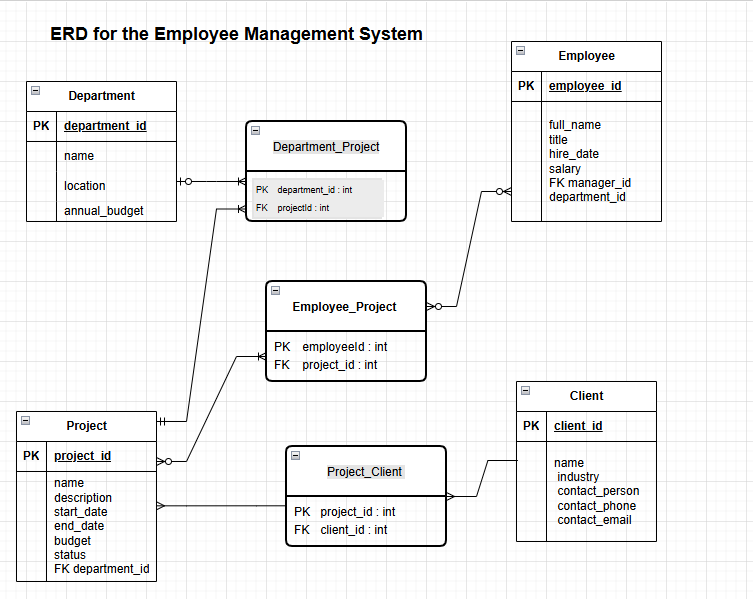 ERD for the Employee Management System
Department
PK department_id
name
location
annual_budget
Department_Project
PK department_id : int
FK projectId : int
Employee
PK employee_id
full_name
title
hire_date
salary
FK manager_id
department_id
Employee_Project
PK employeeId : int
FK project_id : int
Project
PK project_id
name
description
start_date
end_date
budget
status
FK department_id
Project_Client
PK project_id : int
FK client_id : int
Client
PK client_id
name
industry
contact_person
contact_phone
contact_email